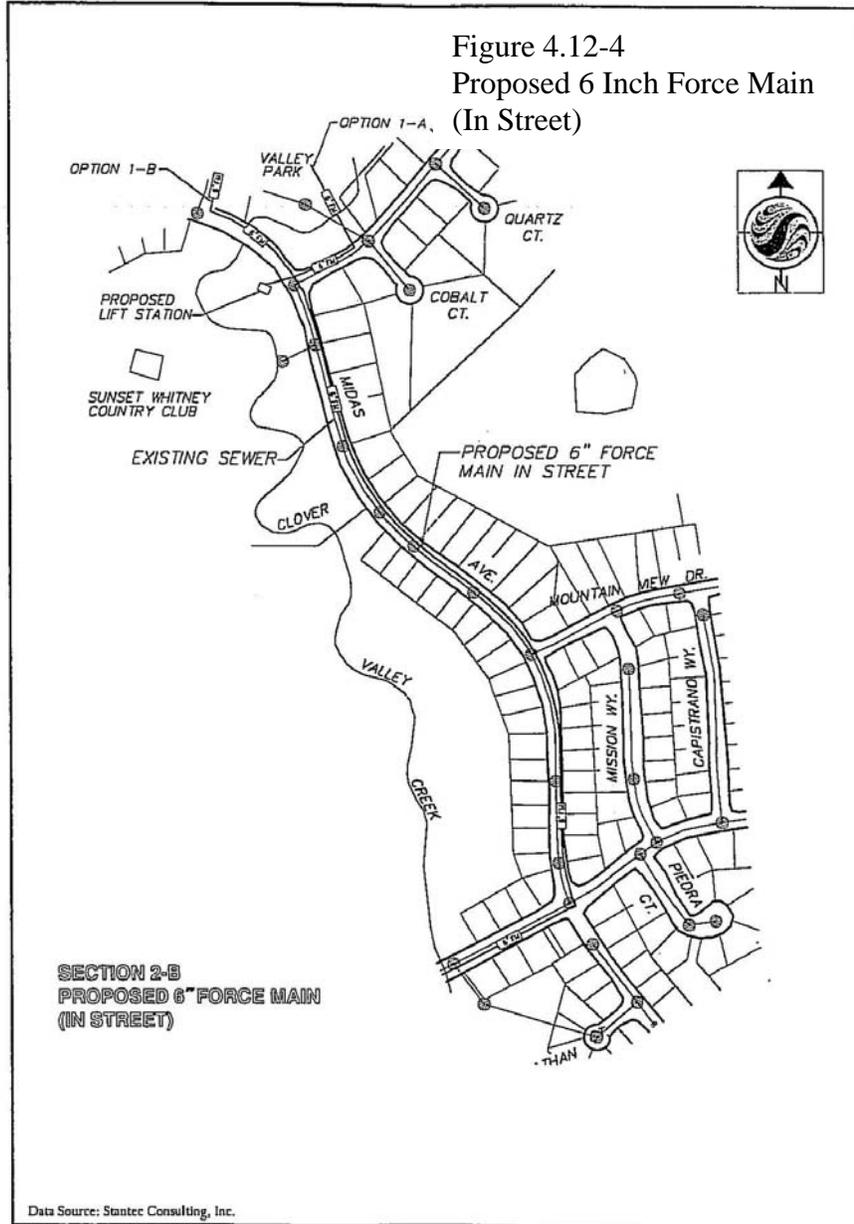 Figure 4.12-4
Proposed 6 Inch Force Main
(In Street)
OPTION 1-A
OPTION 1-B
VALLEY
PARK
QUARTZ
CT.
COBALT
CT.
PROPOSED
LIFT STATION
N
SUNSET WHITNEY
COUNTRY CLUB
MIDAS
EXISTING SEWER
PROPOSED 6" FORCE
MAIN IN STREET
CLOVER
AVE.
MOUNTAIN VIEW DR.
VALLEY
MISSION WY.
CAPISTRANO WY.
CREEK
PIEDRA
CT.
SECTION 2-B
PROPOSED 6" FORCE MAIN
(IN STREET)
THAN
Data Source: Stantec Consulting, Inc.